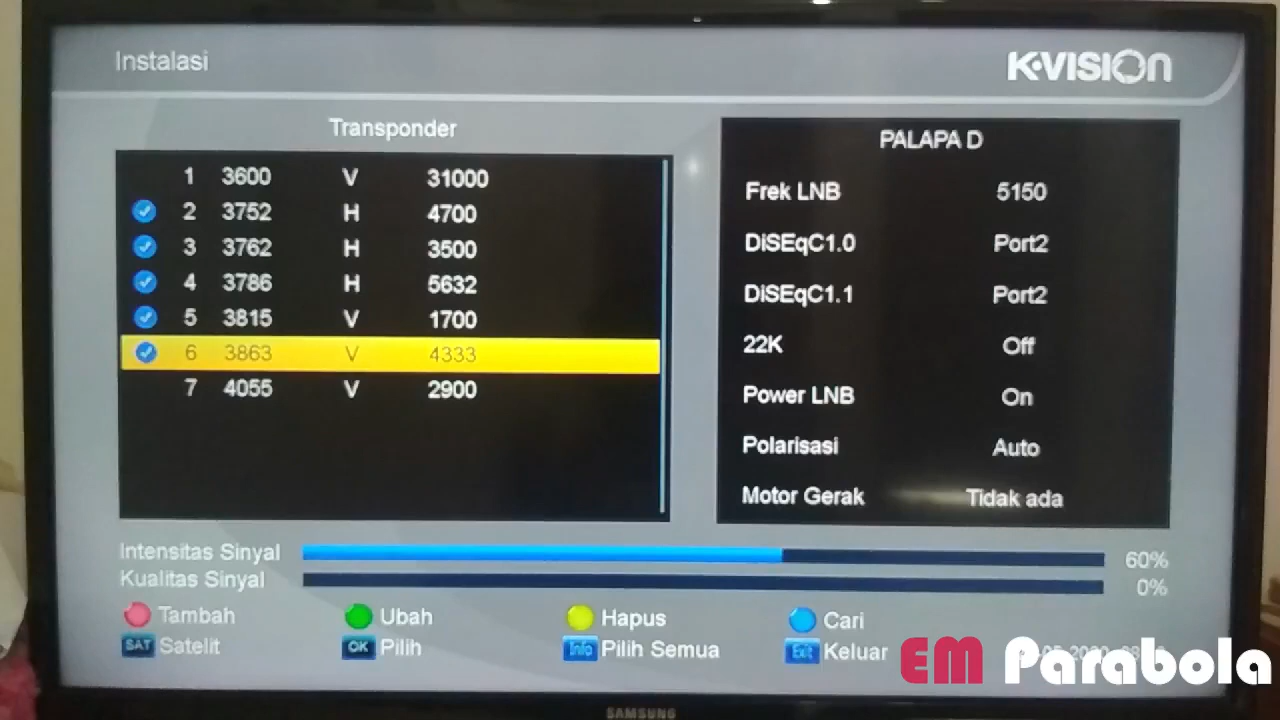 Instalasi
K-VISION
Transponder
1 3600 V 31000
2 3752 H 4700
3 3762 H 3500
4 3786 H 5632
5 3815 V 1700
6 3863 V 4333
7 4055 V 2900
PALAPA D
Frek LNB 5150
DiSEqC1.0 Port2
DiSEqC1.1 Port2
22K Off
Power LNB On
Polarisasi Auto
Motor Gerak Tidak ada
Intensitas Sinyal 60%
Kualitas Sinyal 0%
Tambah Ubah Hapus Cari
SAT Satelit OK Pilih Info Pilih Semua Exit Keluar
EM Parabola
SAMSUNG